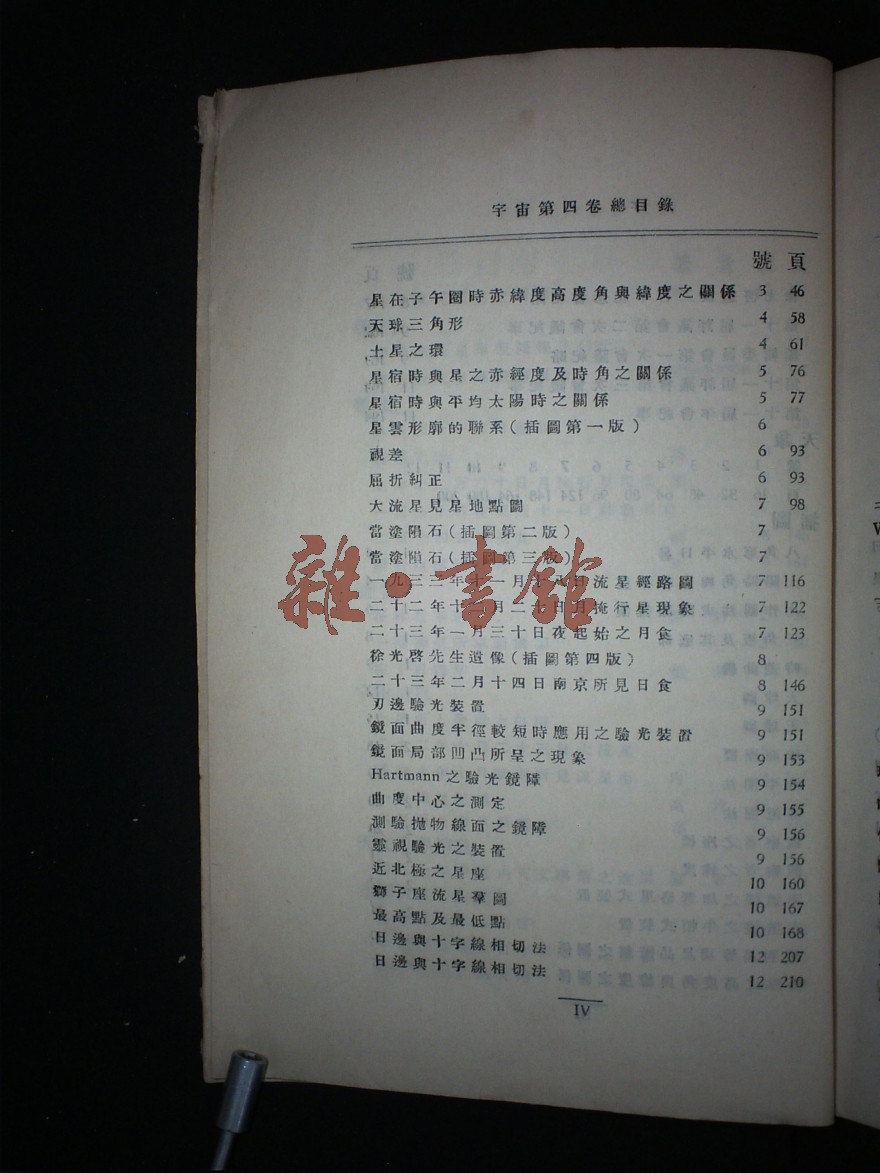 宇宙第四卷總目錄
號 頁
星在子午圈時赤緯度高度角與緯度之關係 3 46
天球三角形 4 58
土星之環 4 61
星宿時與星之赤經度及時角之關係 5 76
星宿時與平均太陽時之關係 5 77
星雲形廓的聯系(插圖第一版) 6
視差 6 93
屈折糾正 6 93
大流星見星地點圖 7 98
當塗隕石(插圖第二版) 7
當塗隕石(插圖第三版) 7
一九三三年十一月十八日流星經路圖 7 116
二十二年十一月二十日月掩行星現象 7 122
二十三年一月三十日夜起始之月食 7 123
徐光啓先生遺像(插圖第四版) 8
二十三年二月十四日南京所見日食 8 146
刃邊驗光裝置 9 151
鏡面曲度半徑較短時應用之驗光裝置 9 151
鏡面局部凹凸所呈之現象 9 153
Hartmann之驗光鏡障 9 154
曲度中心之測定 9 155
測驗拋物線面之鏡障 9 156
靈視驗光之裝置 9 156
近北極之星座 10 160
獅子座流星羣圖 10 167
最高點及最低點 10 168
日邊與十字線相切法 12 207
日邊與十字線相切法 12 210
IV
雜·書館